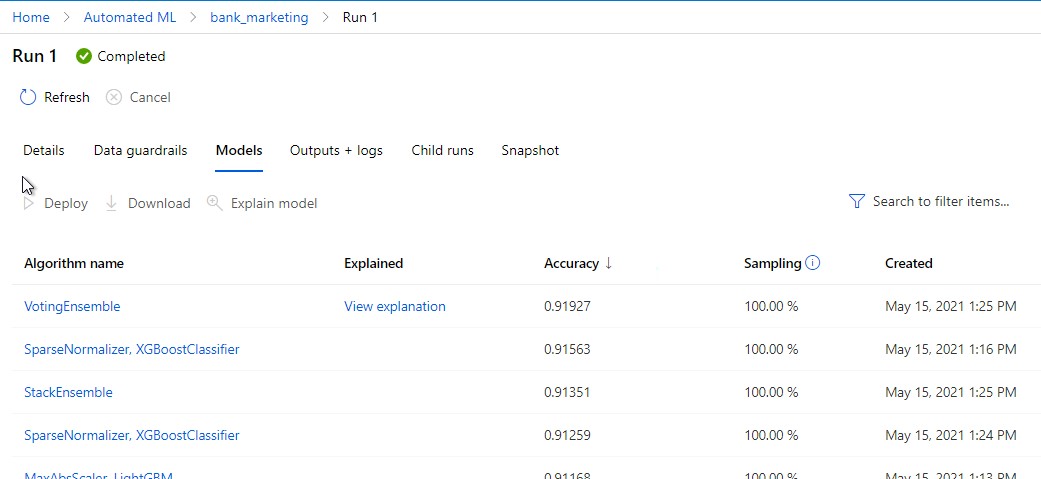 Home > Automated ML > bank_marketing > Run 1
Run 1 Completed
Refresh Cancel
Details Data guardrails Models Outputs + logs Child runs Snapshot
Deploy Download Explain model Search to filter items...
Algorithm name Explained Accuracy ↓ Sampling Created
VotingEnsemble View explanation 0.91927 100.00 % May 15, 2021 1:25 PM
SparseNormalizer, XGBoostClassifier 0.91563 100.00 % May 15, 2021 1:16 PM
StackEnsemble 0.91351 100.00 % May 15, 2021 1:25 PM
SparseNormalizer, XGBoostClassifier 0.91259 100.00 % May 15, 2021 1:24 PM
MaxAbsScaler, LightGBM 0.91168 100.00 % May 15, 2021 1:13 PM